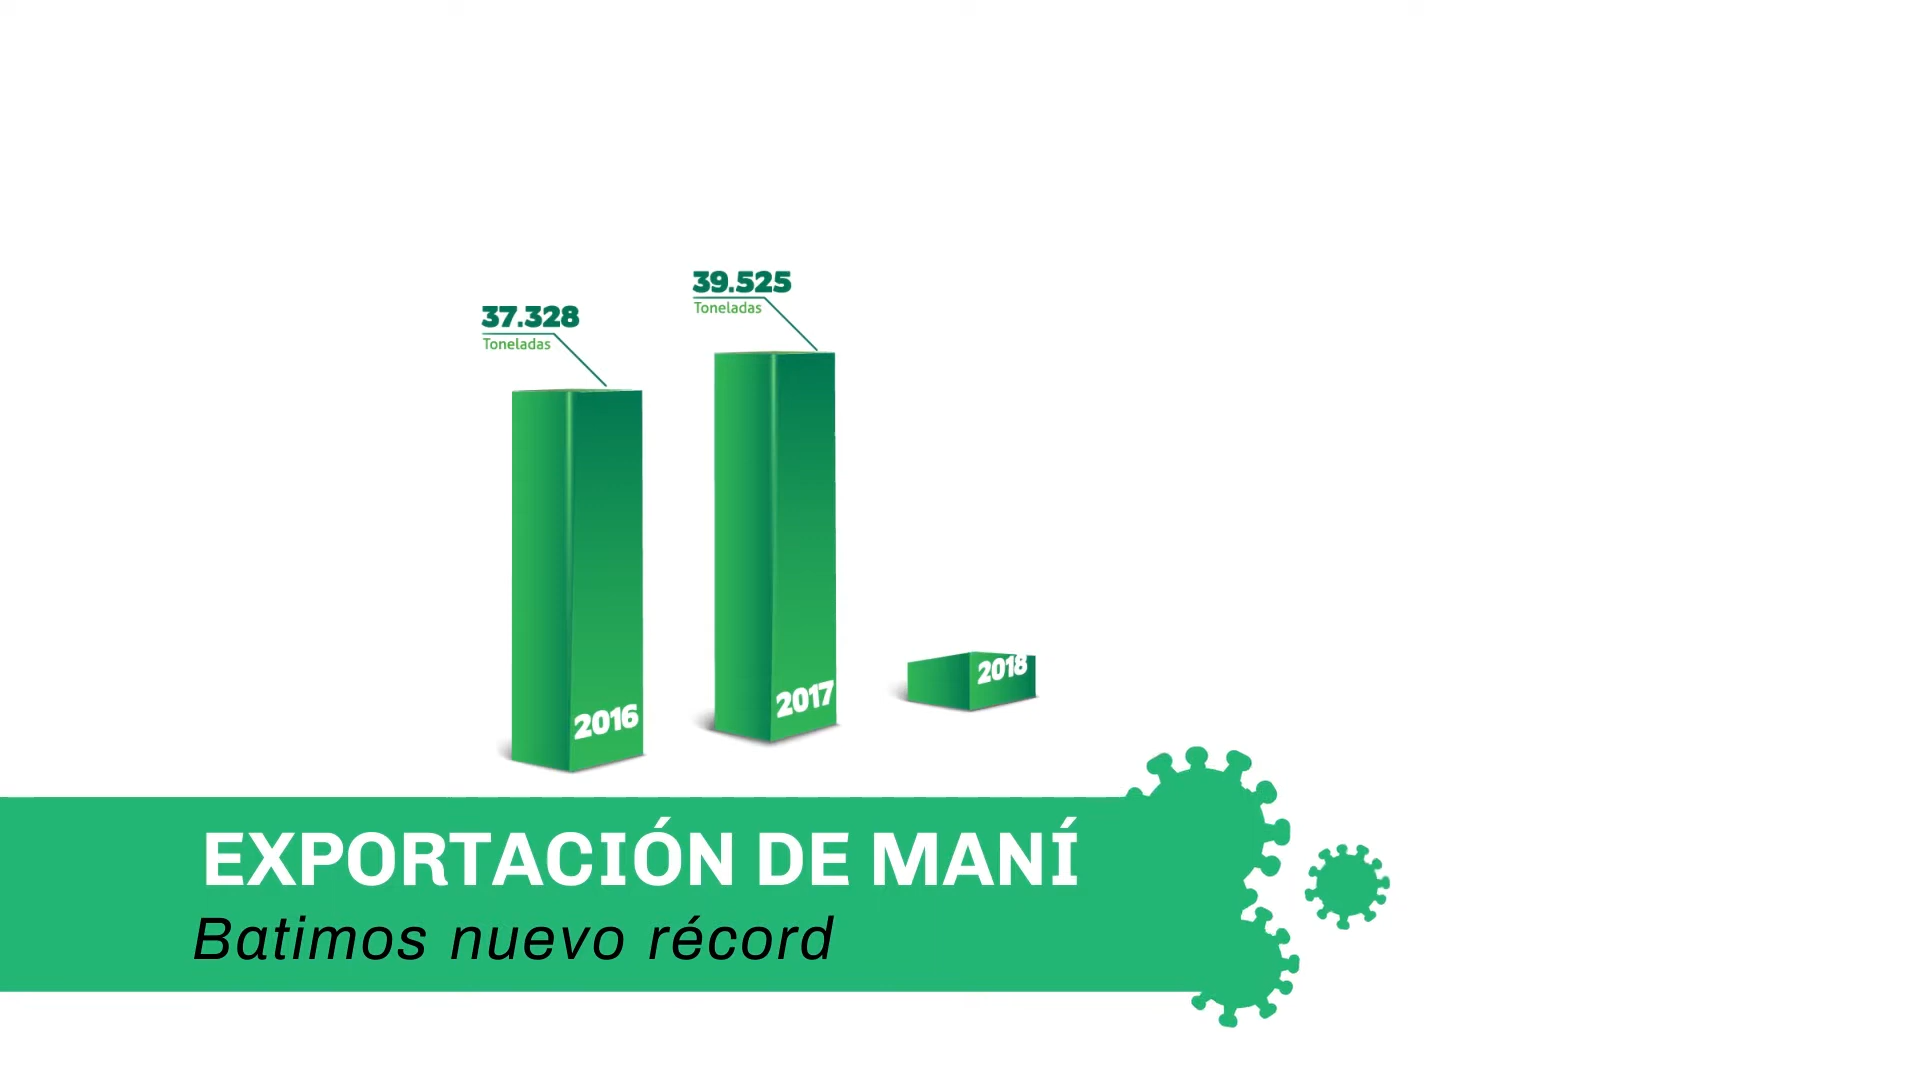 39.525
Toneladas
37.328
Toneladas
2018
2017
2016
EXPORTACIÓN DE MANÍ
Batimos nuevo récord